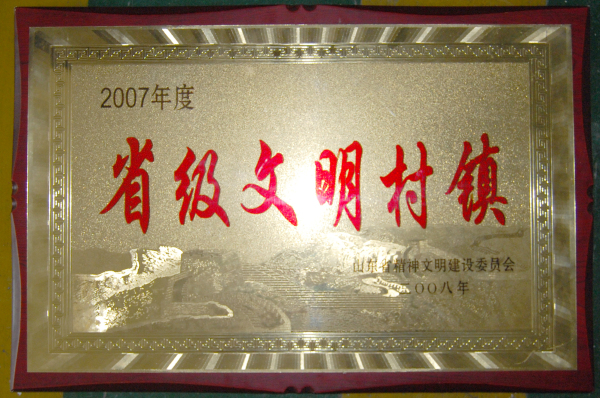 2007年度
省级文明村镇
山东省精神文明建设委员会
二〇〇八年